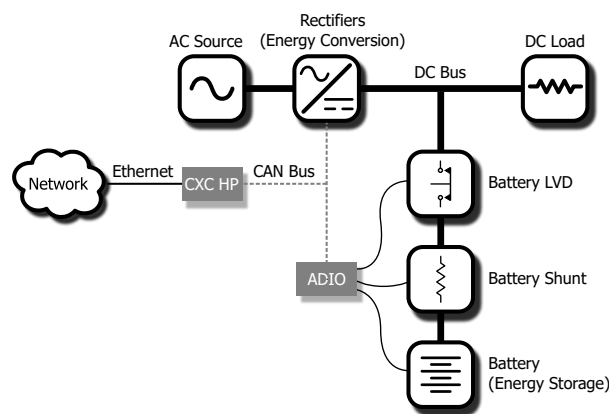 Rectifiers
(Energy Conversion)
AC Source
DC Load
DC Bus
Ethernet
CAN Bus
Network
CXC HP
Battery LVD
ADIO
Battery Shunt
Battery
(Energy Storage)